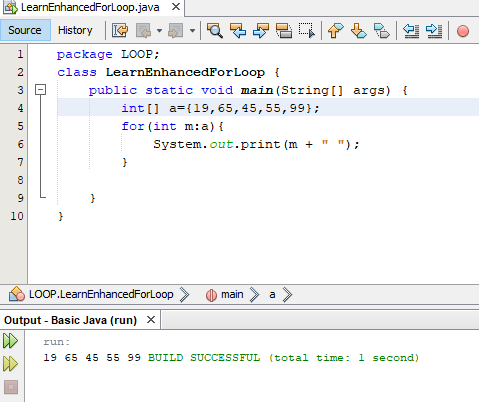 LearnEnhancedForLoop.java X
Source History
1 package LOOP;
2 class LearnEnhancedForLoop {
3 public static void main(String[] args) {
4 int[] a={19,65,45,55,99};
5 for(int m:a){
6 System.out.print(m + " ");
7 }
8
9 }
10 }
LOOP.LearnEnhancedForLoop main a
Output - Basic Java (run) X
run:
19 65 45 55 99 BUILD SUCCESSFUL (total time: 1 second)